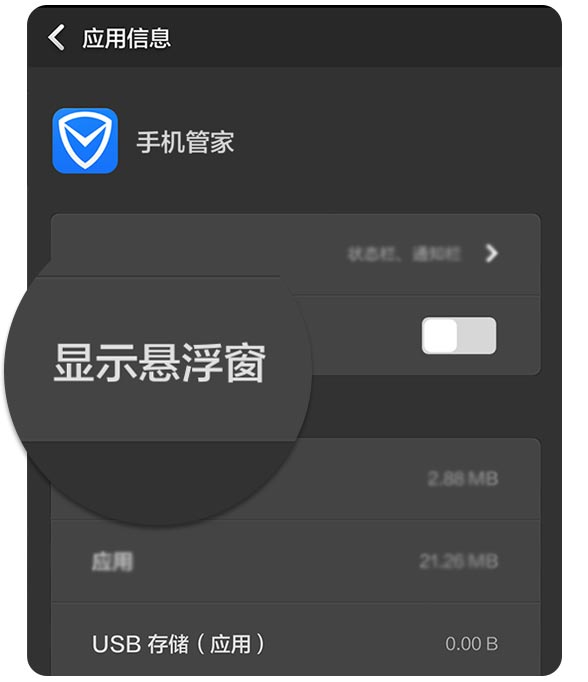 应用信息
手机管家
状态栏、通知栏
显示悬浮窗
2.88 MB
应用 21.26 MB
USB 存储（应用） 0.00 B